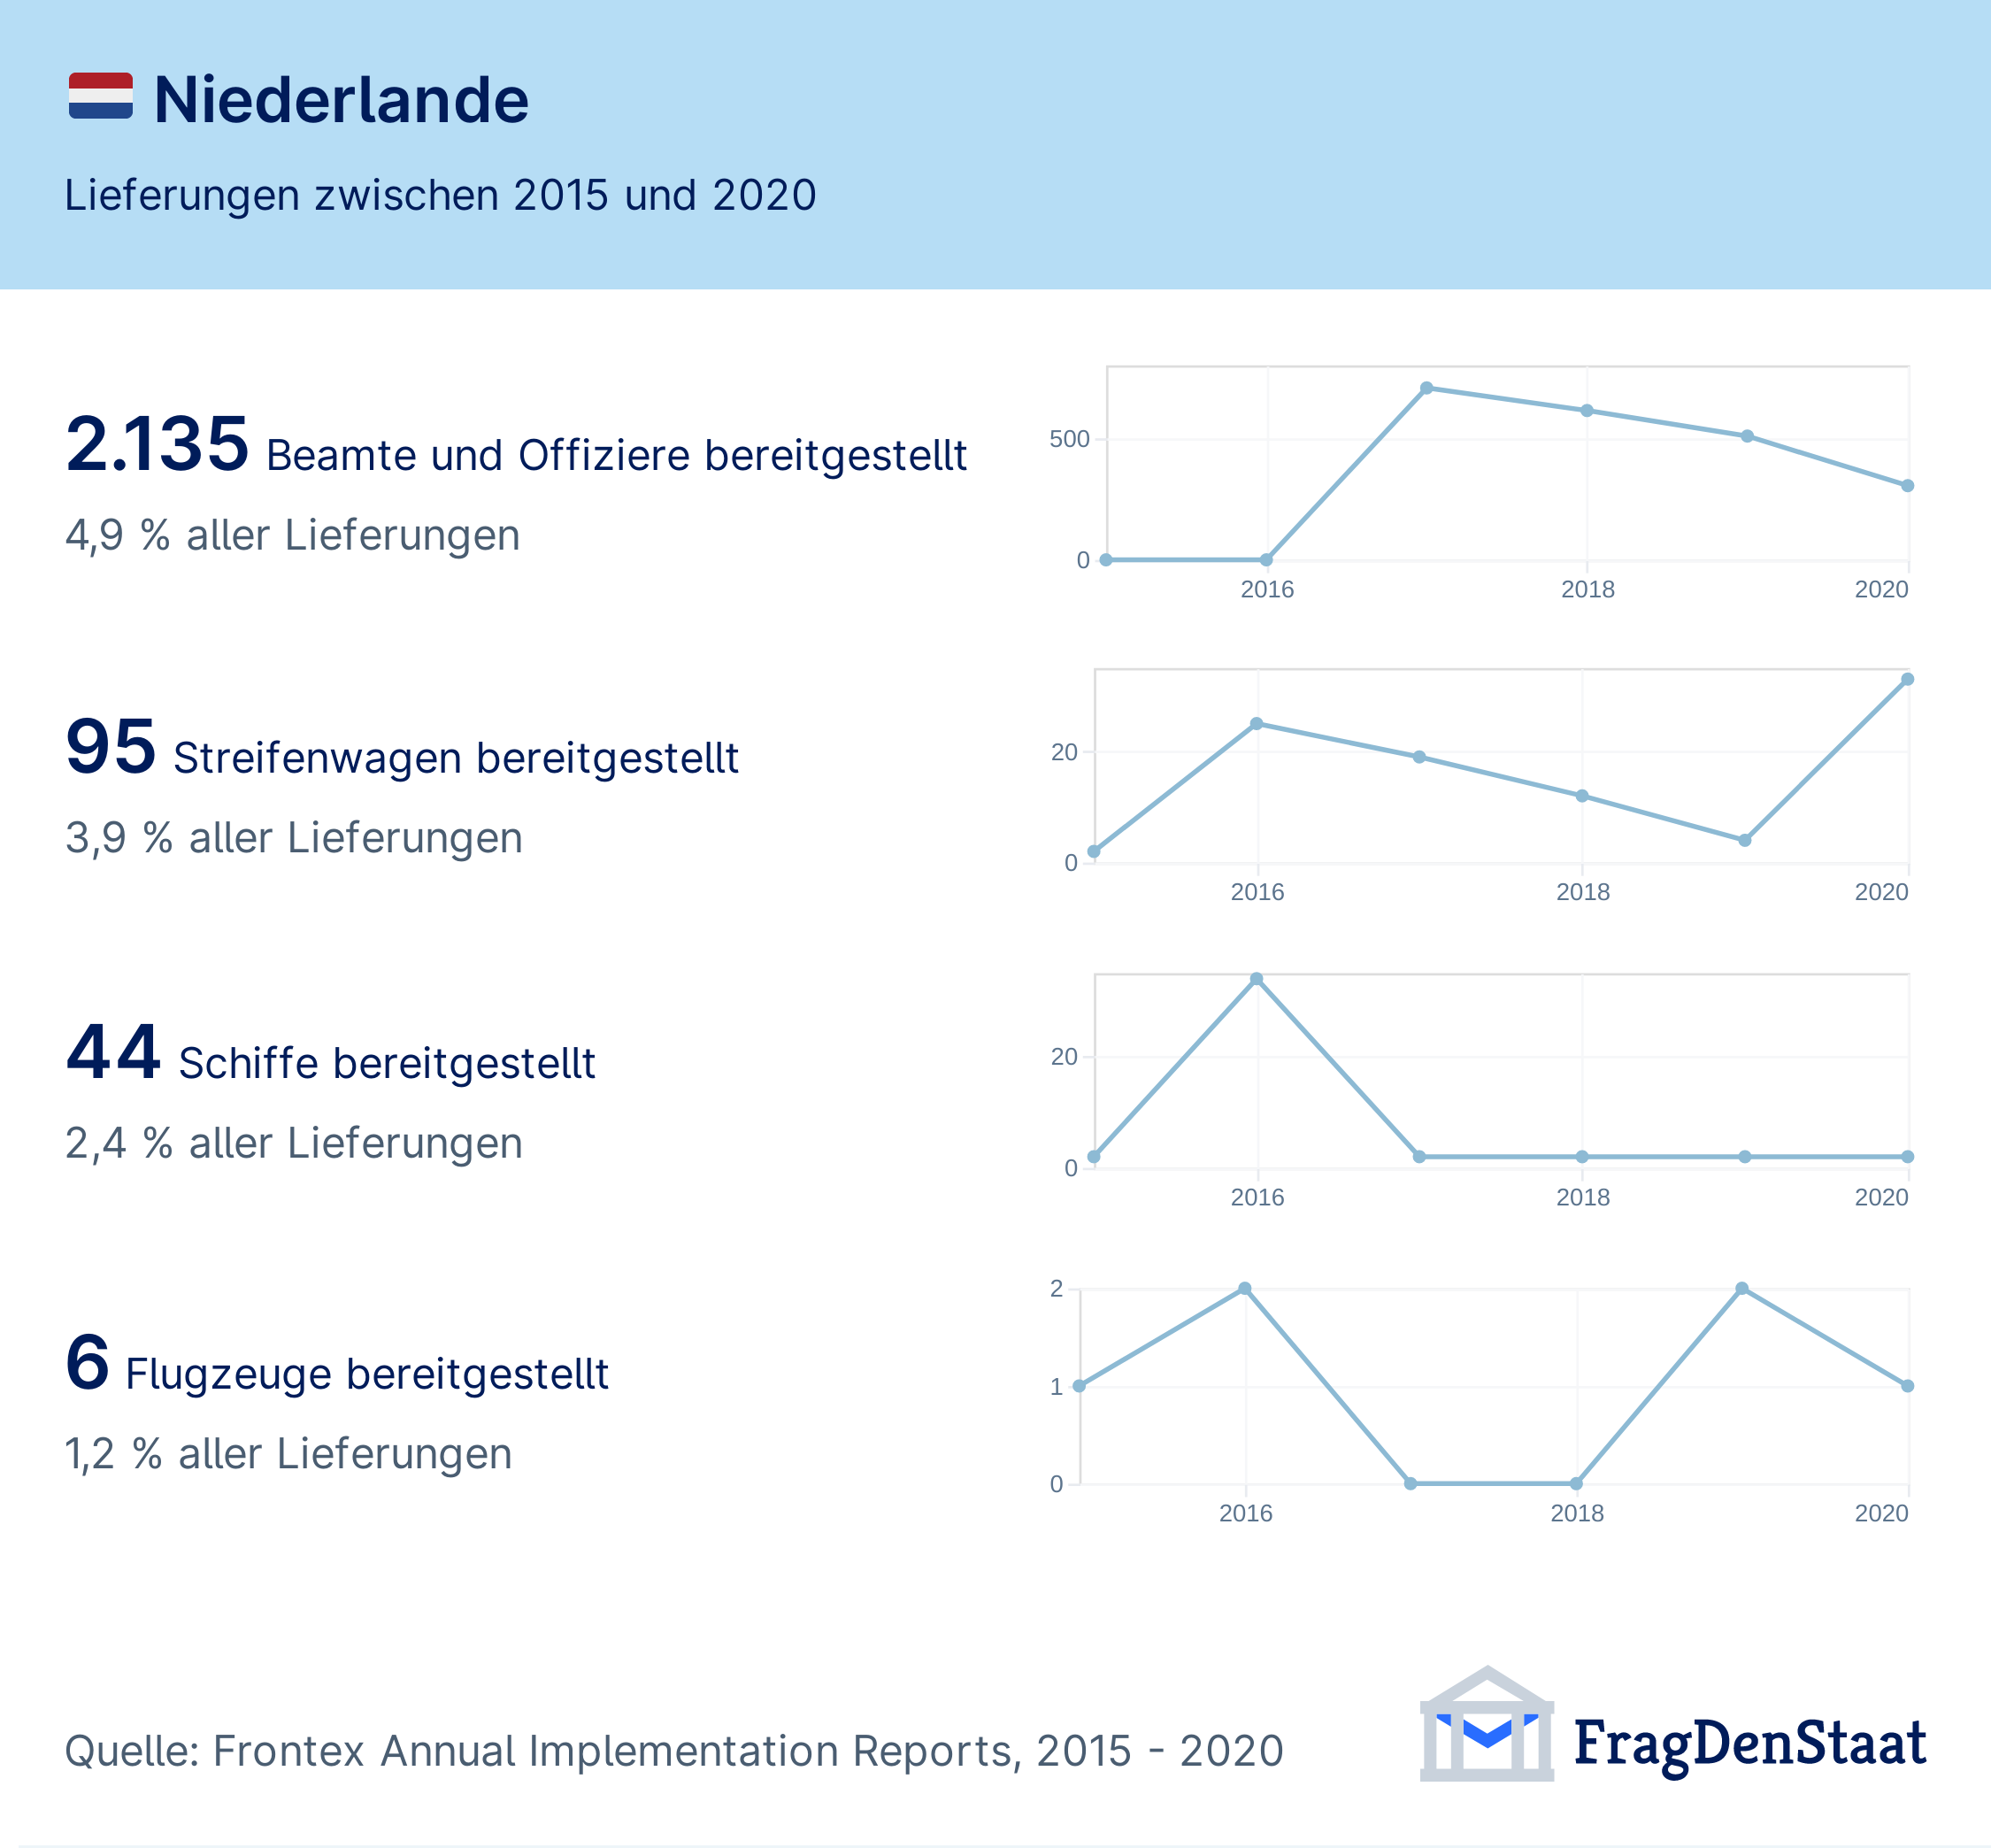 Niederlande
Lieferungen zwischen 2015 und 2020
2.135 Beamte und Offiziere bereitgestellt
4,9 % aller Lieferungen
500
0
2016 2018 2020
95 Streifenwagen bereitgestellt
3,9 % aller Lieferungen
20
0
2016 2018 2020
44 Schiffe bereitgestellt
2,4 % aller Lieferungen
20
0
2016 2018 2020
6 Flugzeuge bereitgestellt
1,2 % aller Lieferungen
2
1
0
2016 2018 2020
Quelle: Frontex Annual Implementation Reports, 2015 - 2020
FragDenStaat